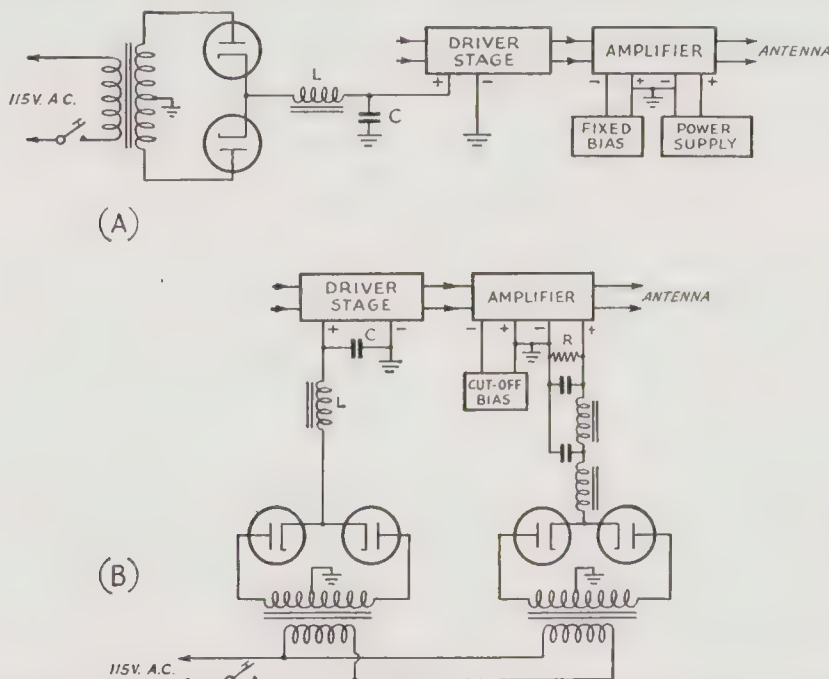 DRIVER
STAGE
AMPLIFIER
ANTENNA
115V. A.C.
L
C
+
-
-
+
-
+
FIXED
BIAS
POWER
SUPPLY
(A)
DRIVER
STAGE
AMPLIFIER
ANTENNA
+
C
-
-
+
-
R
+
CUT-OFF
BIAS
L
(B)
115V. A.C.